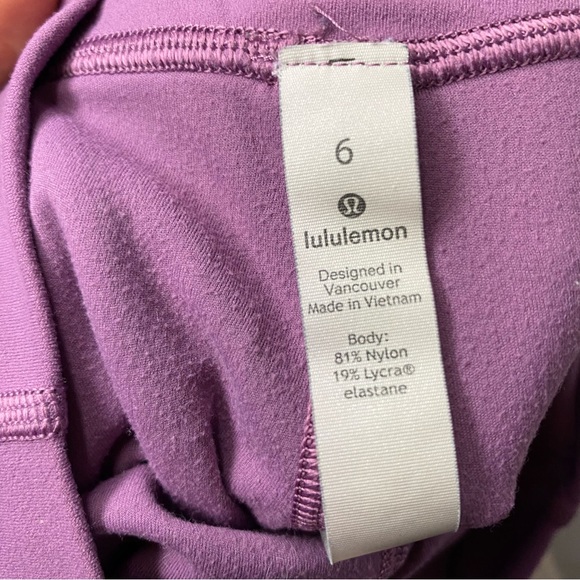 6
lululemon
Designed in
Vancouver
Made in Vietnam
Body:
81% Nylon
19% Lycra®
elastane